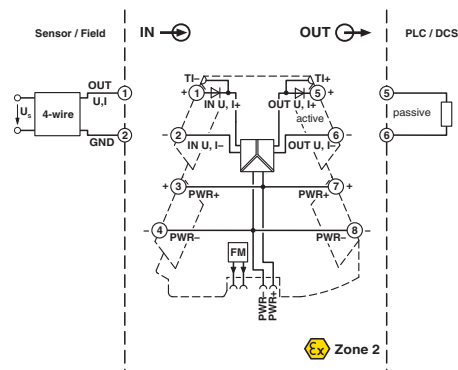 Sensor / Field
IN
OUT
PLC / DCS
TI–
TI+
OUT
U,I
1
+ 1
5 +
5
IN U, I+
OUT U, I+
active
Us
4-wire
passive
GND
2
– 2
6 –
6
IN U, I–
OUT U, I–
+ 3
PWR+
PWR+
7 +
– 4
PWR–
PWR–
8 –
FM
PWR–
PWR+
Ex Zone 2